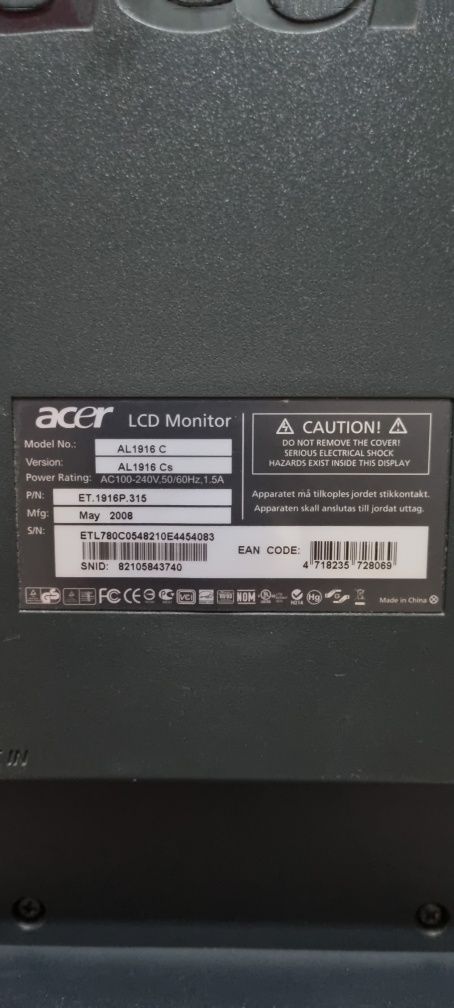 acer LCD Monitor
Model No.: AL1916 C
Version: AL1916 Cs
Power Rating: AC100-240V,50/60Hz,1.5A
P/N: ET.1916P.315
Mfg: May 2008
S/N: ETL780C0548210E4454083
SNID: 82105843740
CAUTION!
DO NOT REMOVE THE COVER!
SERIOUS ELECTRICAL SHOCK
HAZARDS EXIST INSIDE THIS DISPLAY
Apparatet må tilkoples jordet stikkontakt.
Apparaten skall anslutas till jordat uttag.
EAN CODE:
4 718235 728069
FC CE VCI NOM Hg
Made in China
IN